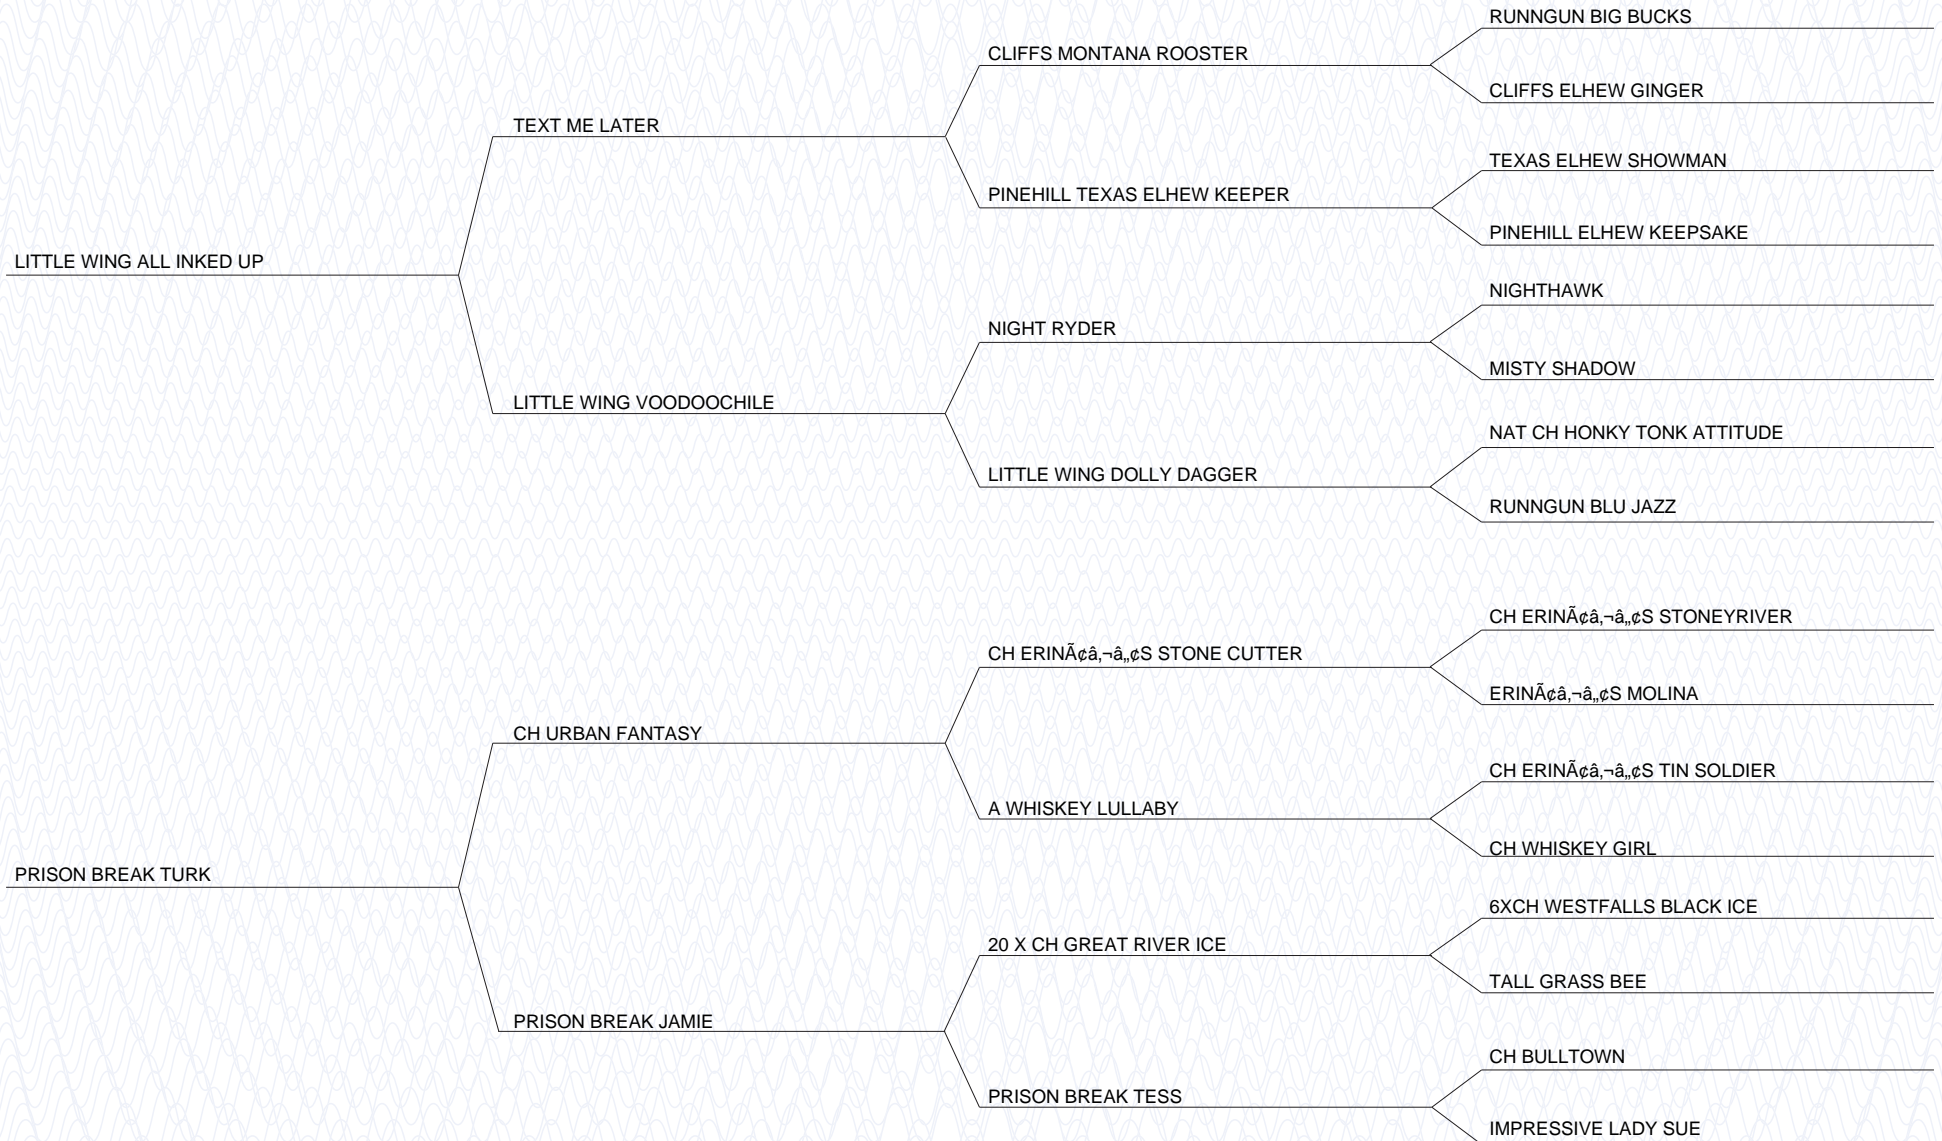 RUNNGUN BIG BUCKS
CLIFFS MONTANA ROOSTER
CLIFFS ELHEW GINGER
TEXT ME LATER
TEXAS ELHEW SHOWMAN
PINEHILL TEXAS ELHEW KEEPER
PINEHILL ELHEW KEEPSAKE
LITTLE WING ALL INKED UP
NIGHTHAWK
NIGHT RYDER
MISTY SHADOW
LITTLE WING VOODOOCHILE
NAT CH HONKY TONK ATTITUDE
LITTLE WING DOLLY DAGGER
RUNNGUN BLU JAZZ
CH ERINÃ¢â‚¬â„¢S STONEYRIVER
CH ERINÃ¢â‚¬â„¢S STONE CUTTER
ERINÃ¢â‚¬â„¢S MOLINA
CH URBAN FANTASY
CH ERINÃ¢â‚¬â„¢S TIN SOLDIER
A WHISKEY LULLABY
CH WHISKEY GIRL
PRISON BREAK TURK
6XCH WESTFALLS BLACK ICE
20 X CH GREAT RIVER ICE
TALL GRASS BEE
PRISON BREAK JAMIE
CH BULLTOWN
PRISON BREAK TESS
IMPRESSIVE LADY SUE